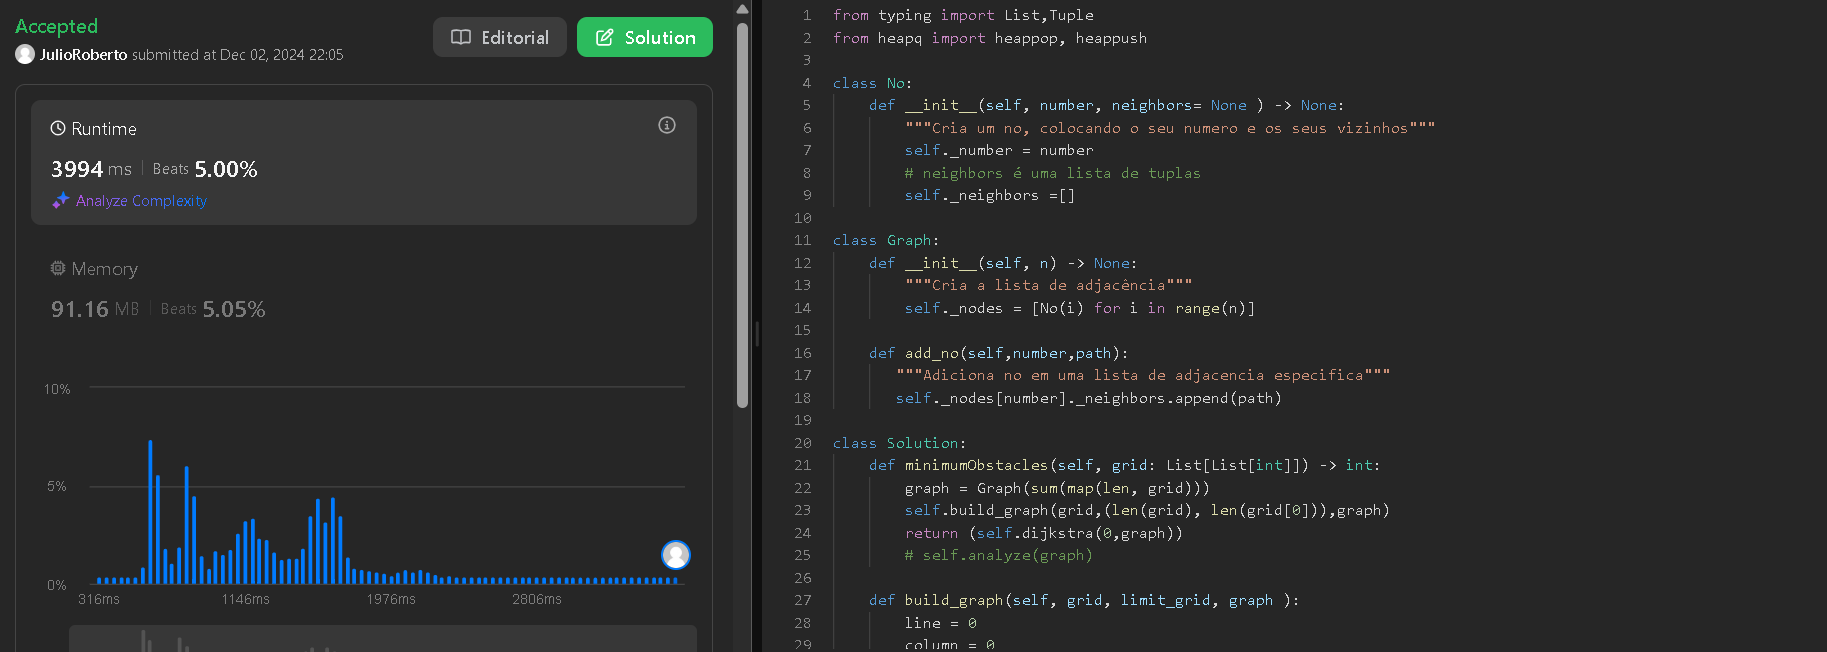 Accepted
JulioRoberto submitted at Dec 02, 2024 22:05
Editorial
Solution
Runtime
3994 ms | Beats 5.00%
Analyze Complexity
Memory
91.16 MB | Beats 5.05%
10%
5%
0%
316ms 1146ms 1976ms 2806ms
1 from typing import List,Tuple
2 from heapq import heappop, heappush
3
4 class No:
5     def __init__(self, number, neighbors= None ) -> None:
6         """Cria um no, colocando o seu numero e os seus vizinhos"""
7         self._number = number
8         # neighbors é uma lista de tuplas
9         self._neighbors =[]
10
11 class Graph:
12     def __init__(self, n) -> None:
13         """Cria a lista de adjacência"""
14         self._nodes = [No(i) for i in range(n)]
15
16     def add_no(self,number,path):
17        """Adiciona no em uma lista de adjacencia especifica"""
18        self._nodes[number]._neighbors.append(path)
19
20 class Solution:
21     def minimumObstacles(self, grid: List[List[int]]) -> int:
22         graph = Graph(sum(map(len, grid)))
23         self.build_graph(grid,(len(grid), len(grid[0])),graph)
24         return (self.dijkstra(0,graph))
25         # self.analyze(graph)
26
27     def build_graph(self, grid, limit_grid, graph ):
28         line = 0
29         column = 0